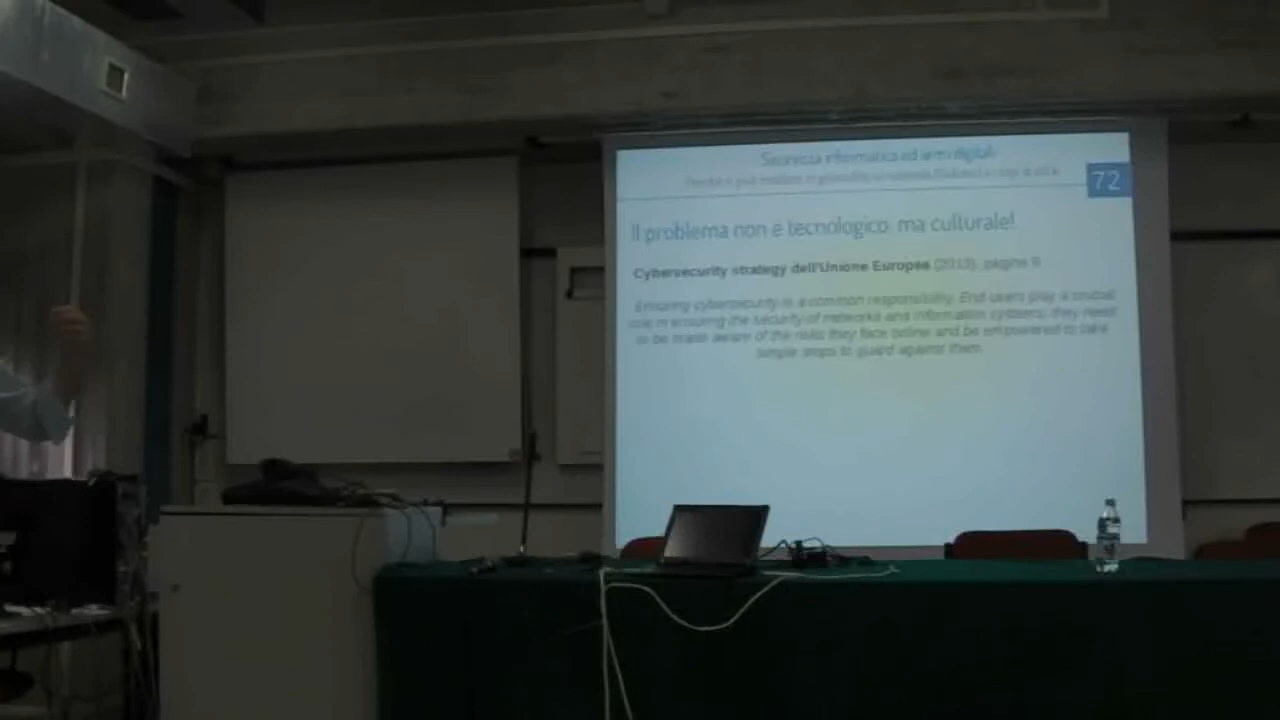 Sicurezza informatica ed armi digitali
72
Il problema non è tecnologico ma culturale!
Cybersecurity strategy dell'Unione Europea (2013), pagina 8
Ensuring cybersecurity is a common responsibility. End users play a crucial
role in ensuring the security of networks and information systems: they need
to be made aware of the risks they face online and be empowered to take
simple steps to guard against them.